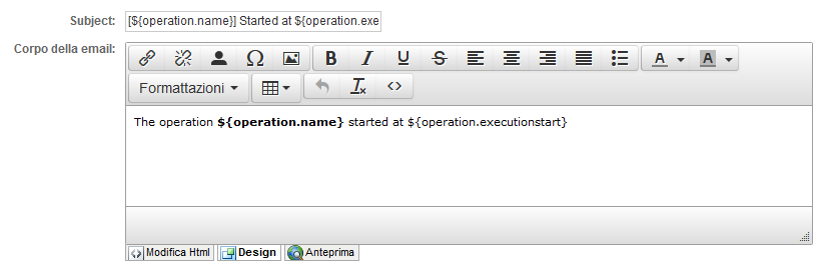 Subject: [${operation.name}] Started at ${operation.exe
Corpo della email:
B I U S A A
Formattazioni
The operation ${operation.name} started at ${operation.executionstart}
Modifica Html Design Anteprima